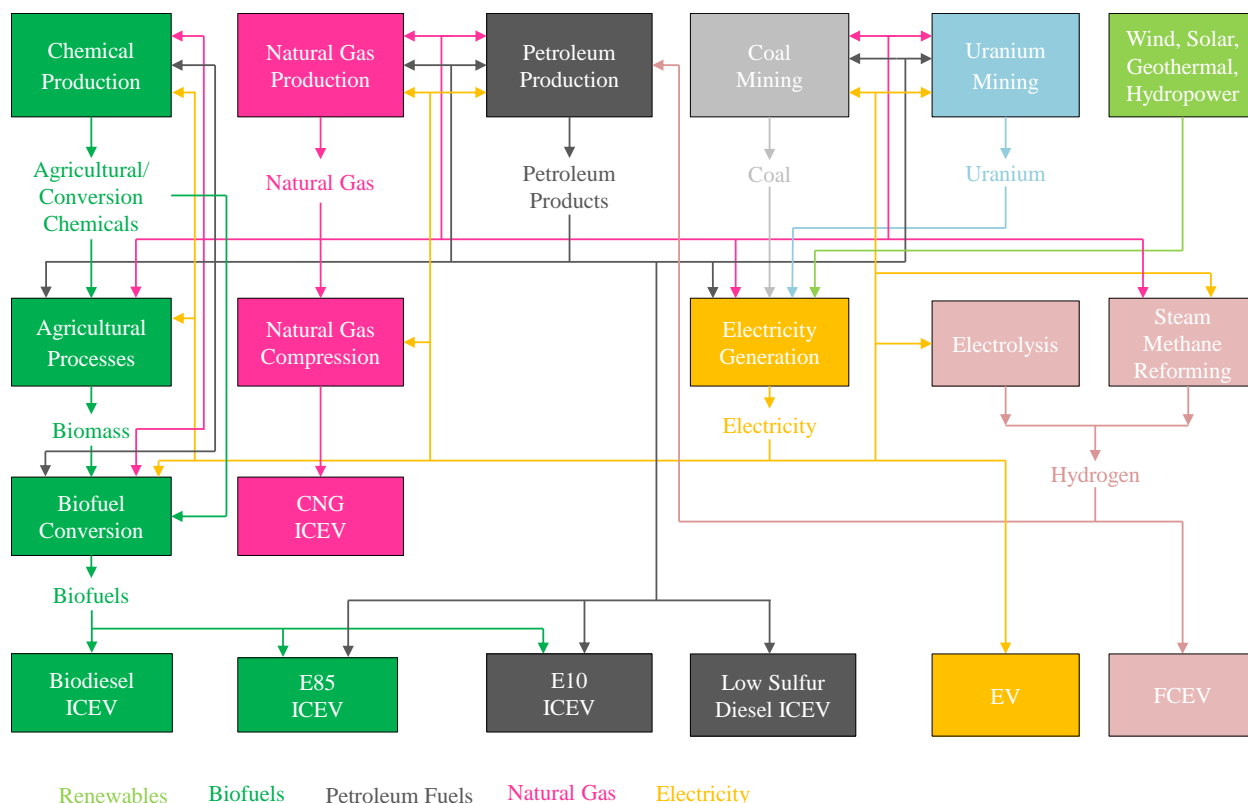 Chemical
Production
Natural Gas
Production
Petroleum
Production
Coal
Mining
Uranium
Mining
Wind, Solar,
Geothermal,
Hydropower
Agricultural/
Conversion
Chemicals
Natural Gas
Petroleum
Products
Coal
Uranium
Agricultural
Processes
Natural Gas
Compression
Electricity
Generation
Electrolysis
Steam
Methane
Reforming
Biomass
Electricity
Hydrogen
Biofuel
Conversion
CNG
ICEV
Biofuels
Biodiesel
ICEV
E85
ICEV
E10
ICEV
Low Sulfur
Diesel ICEV
EV
FCEV
Renewables Biofuels Petroleum Fuels Natural Gas Electricity